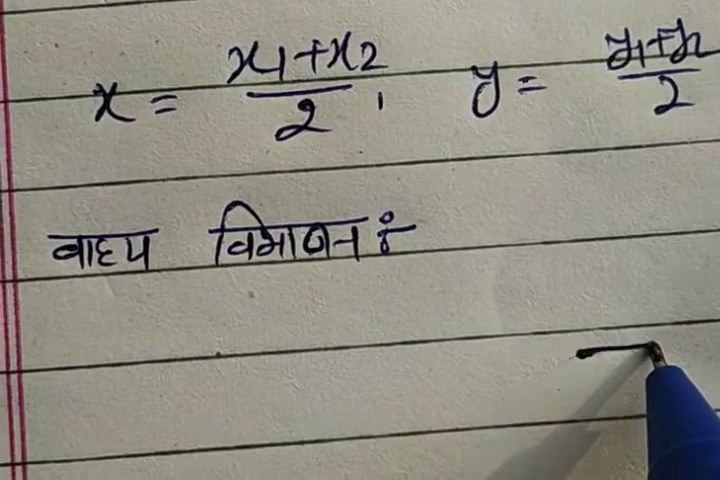 x = x₁+x₂/2, y = y₁+y₂/2
बाह्य विभाजन :-